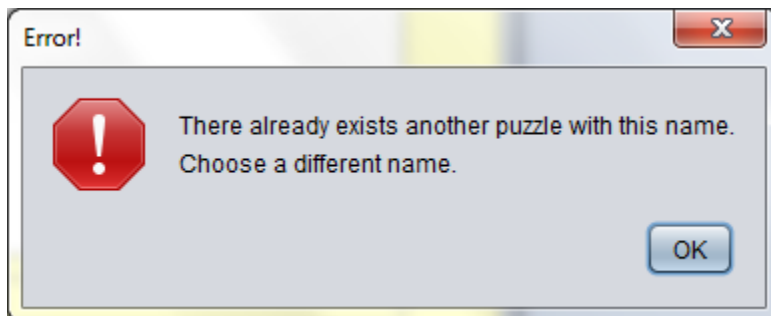 Error!
There already exists another puzzle with this name.
Choose a different name.
OK